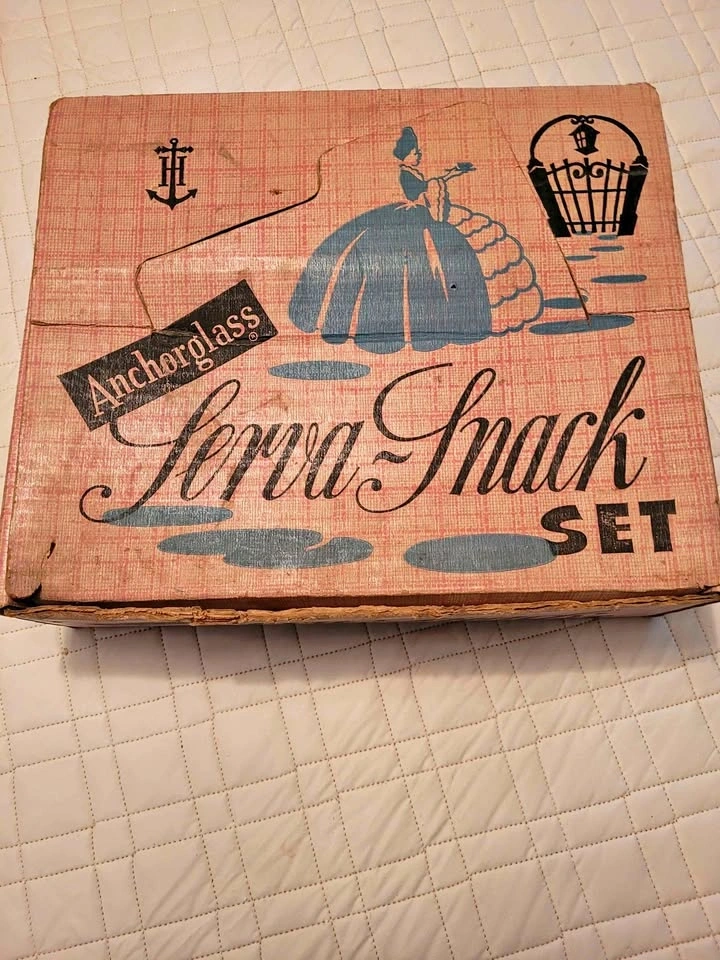 H
Anchorglass ©
Serva-Snack
SET